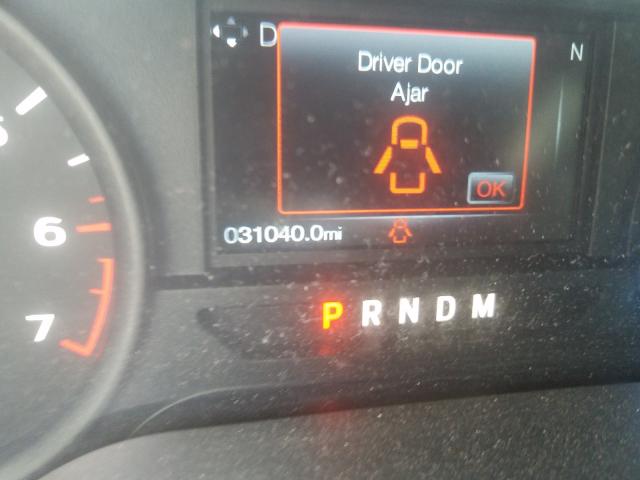 D
N
Driver Door
Ajar
OK
031040.0mi
6
7
P R N D M